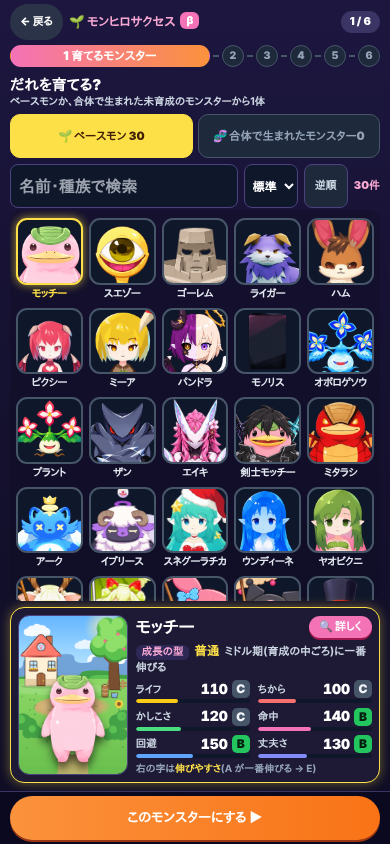 ← 戻る
🌱 モンヒロサクセス β
1 / 6
1 育てるモンスター
2
3
4
5
6
だれを育てる?
ベースモンか、合体で生まれた未育成のモンスターから1体
🌱 ベースモン 30
🧬 合体で生まれたモンスター0
名前・種族で検索
標準
逆順
30件
モッチー
スエゾー
ゴーレム
ライガー
ハム
ピクシー
ミーア
パンドラ
モノリス
オボロゲソウ
プラント
ザン
エイキ
剣士モッチー
ミタラシ
アーク
イブリース
スネグーラチカ
ウンディーネ
ヤオビクニ
モッチー
🔍 詳しく
成長の型 普通 ミドル期(育成の中ごろ)に一番
伸びる
ライフ 110 C
ちから 100 C
かしこさ 120 C
命中 140 B
回避 150 B
丈夫さ 130 B
右の字は伸びやすさ(A が一番伸びる → E)
このモンスターにする ▶